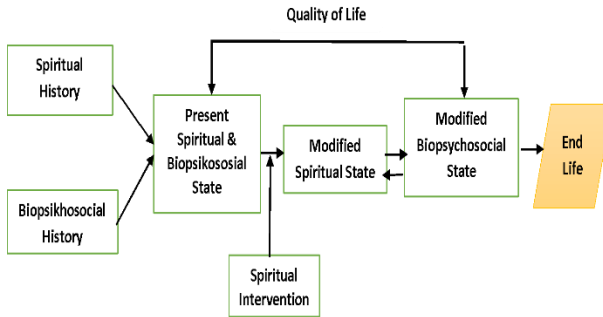 Quality of Life
Spiritual
History
Biopsikhosocial
History
Present
Spiritual &
Biopsikososial
State
Modified
Spiritual State
Modified
Biopsychosocial
State
End
Life
Spiritual
Intervention